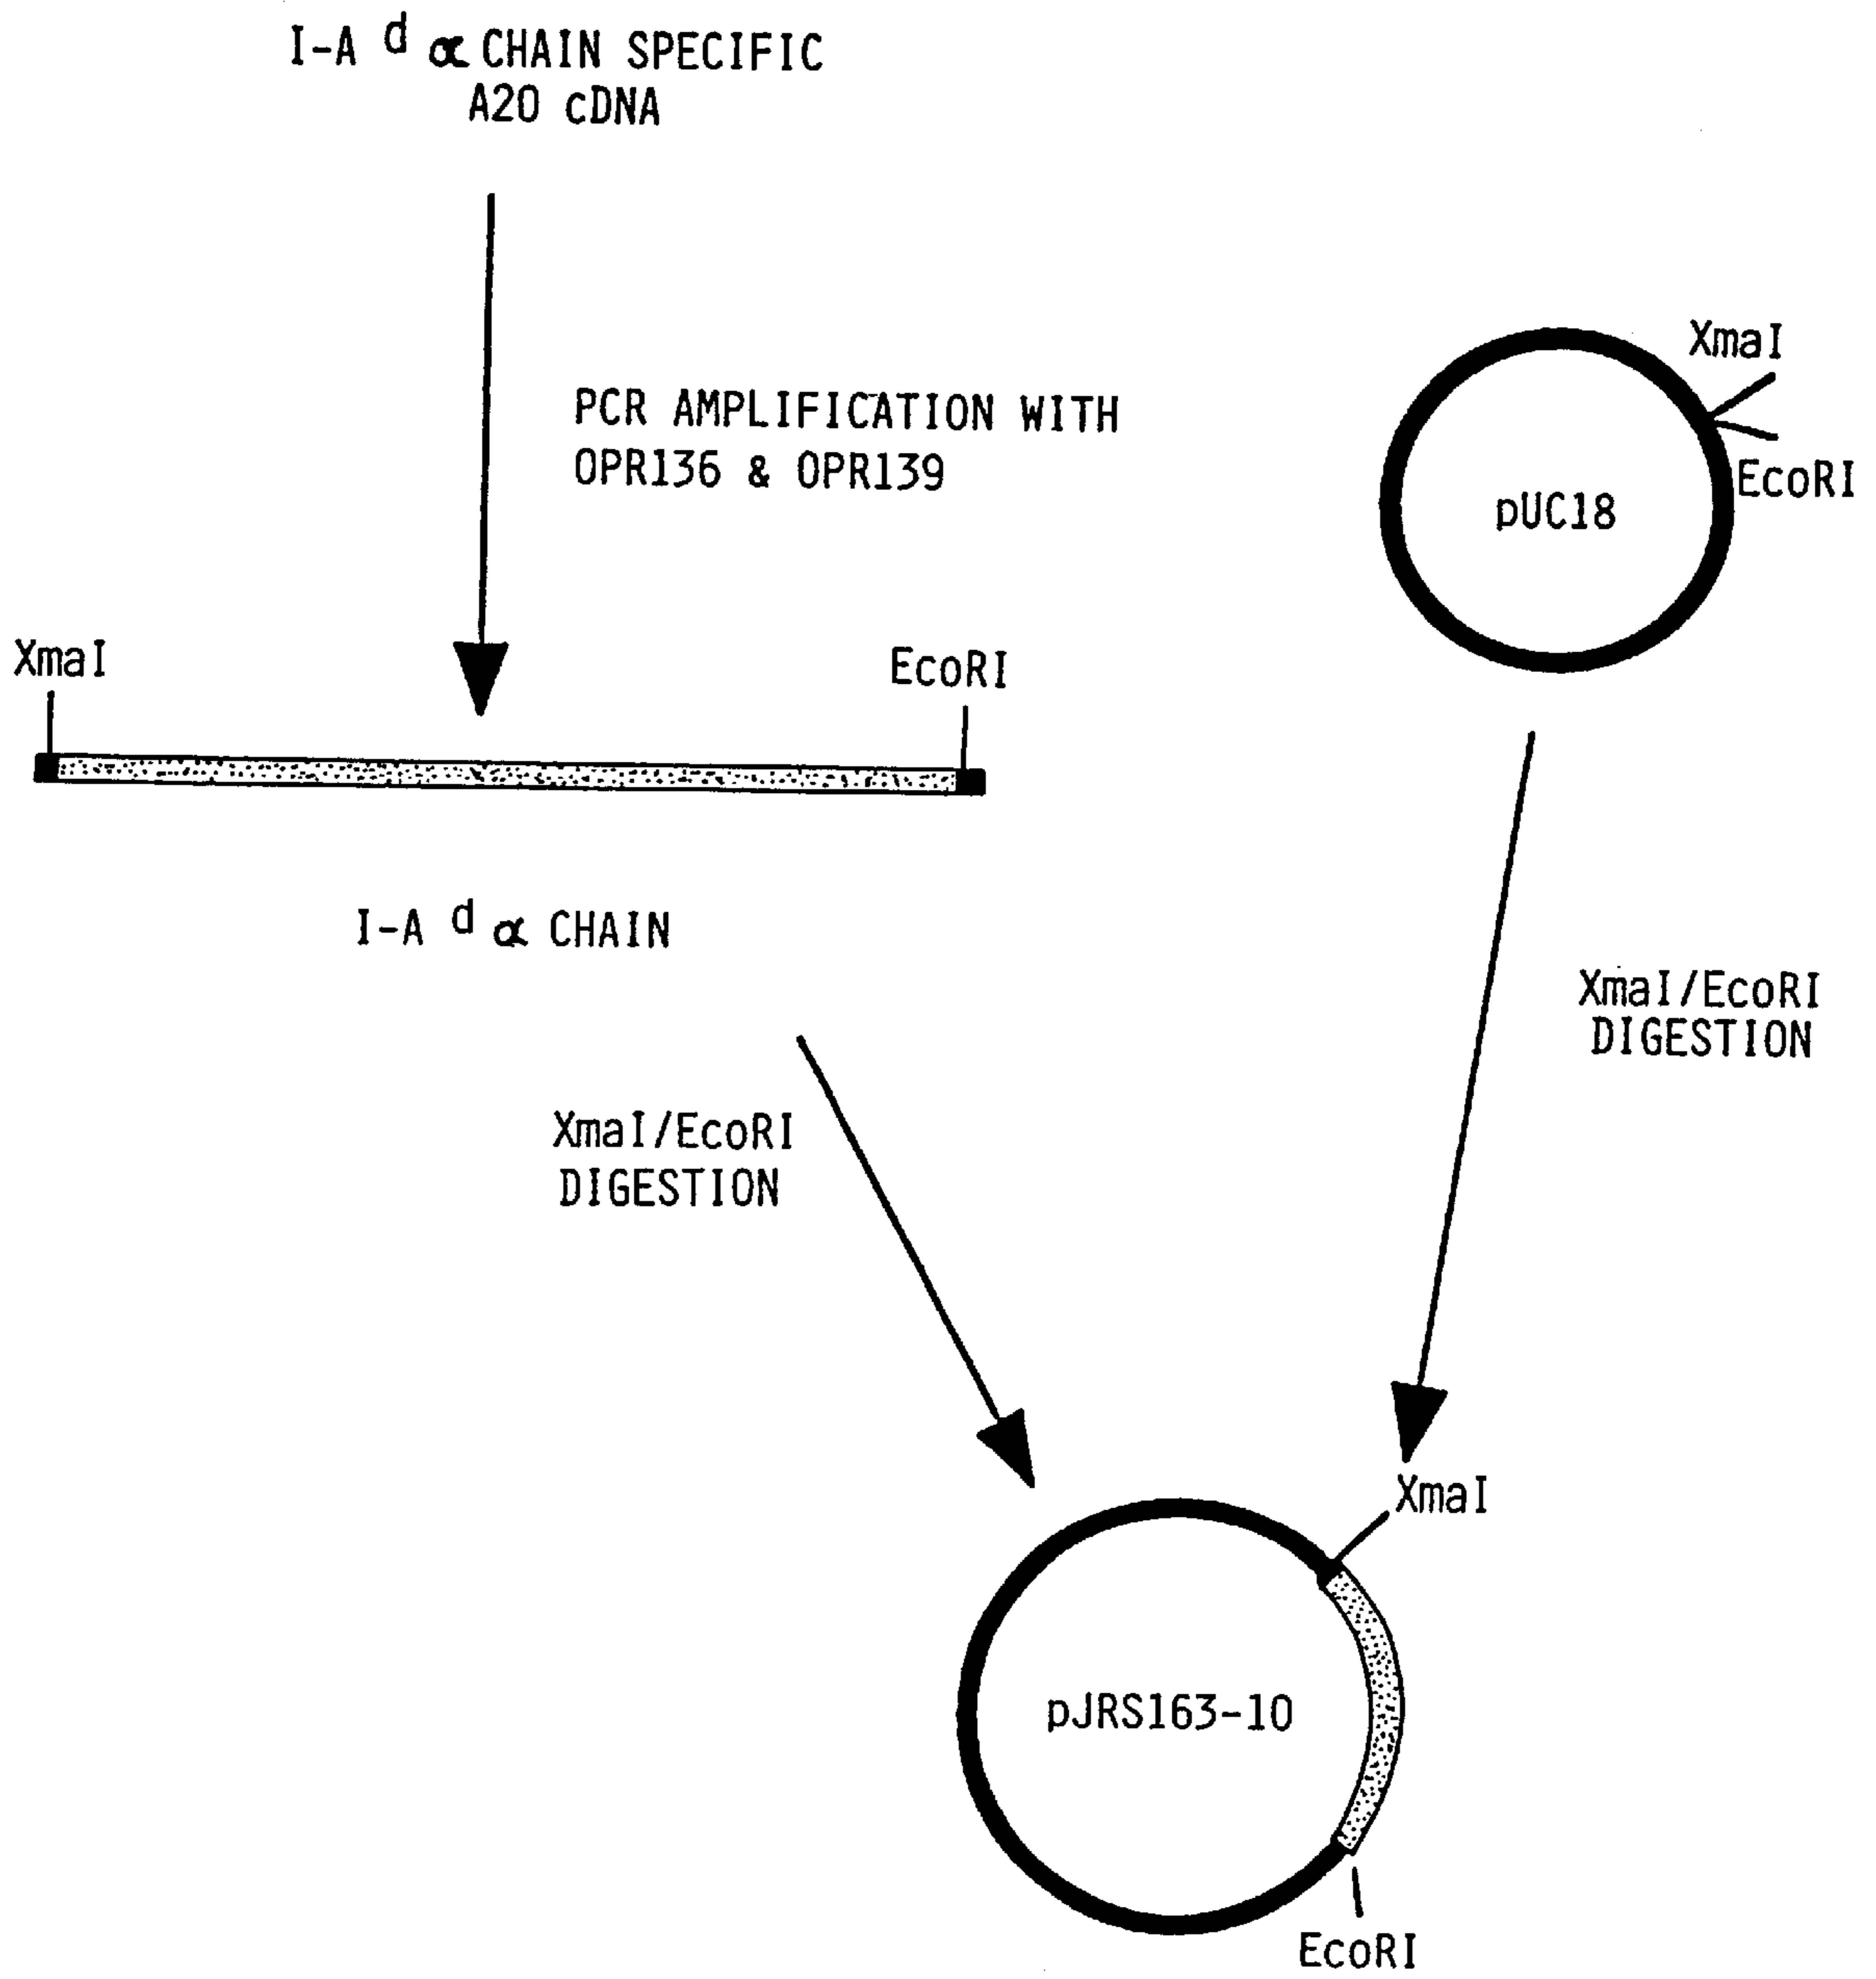 I-A d α CHAIN SPECIFIC
A20 cDNA
PCR AMPLIFICATION WITH
OPR136 & OPR139
XmaI
EcoRI
pUC18
XmaI
EcoRI
I-A d α CHAIN
XmaI/EcoRI
DIGESTION
XmaI/EcoRI
DIGESTION
XmaI
pJRS163-10
EcoRI